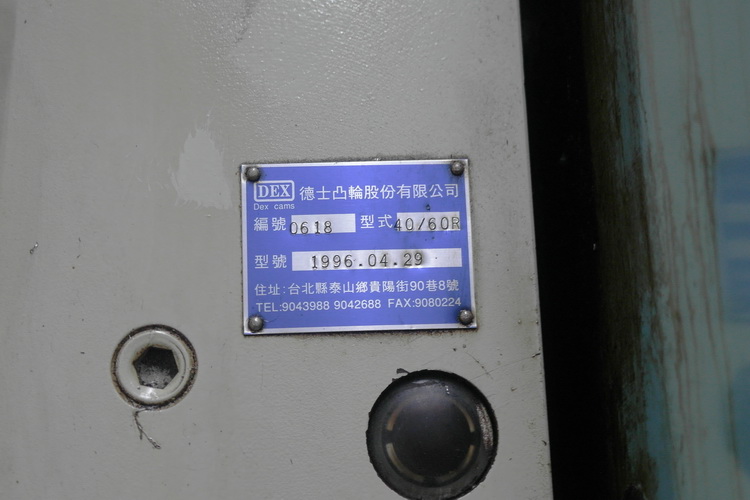 DEX 德士凸輪股份有限公司
Dex cams
編號 0618 型式 40/60R
型號 1996.04.29
住址:台北縣泰山鄉貴陽街90巷8號
TEL:9043988 9042688 FAX:9080224